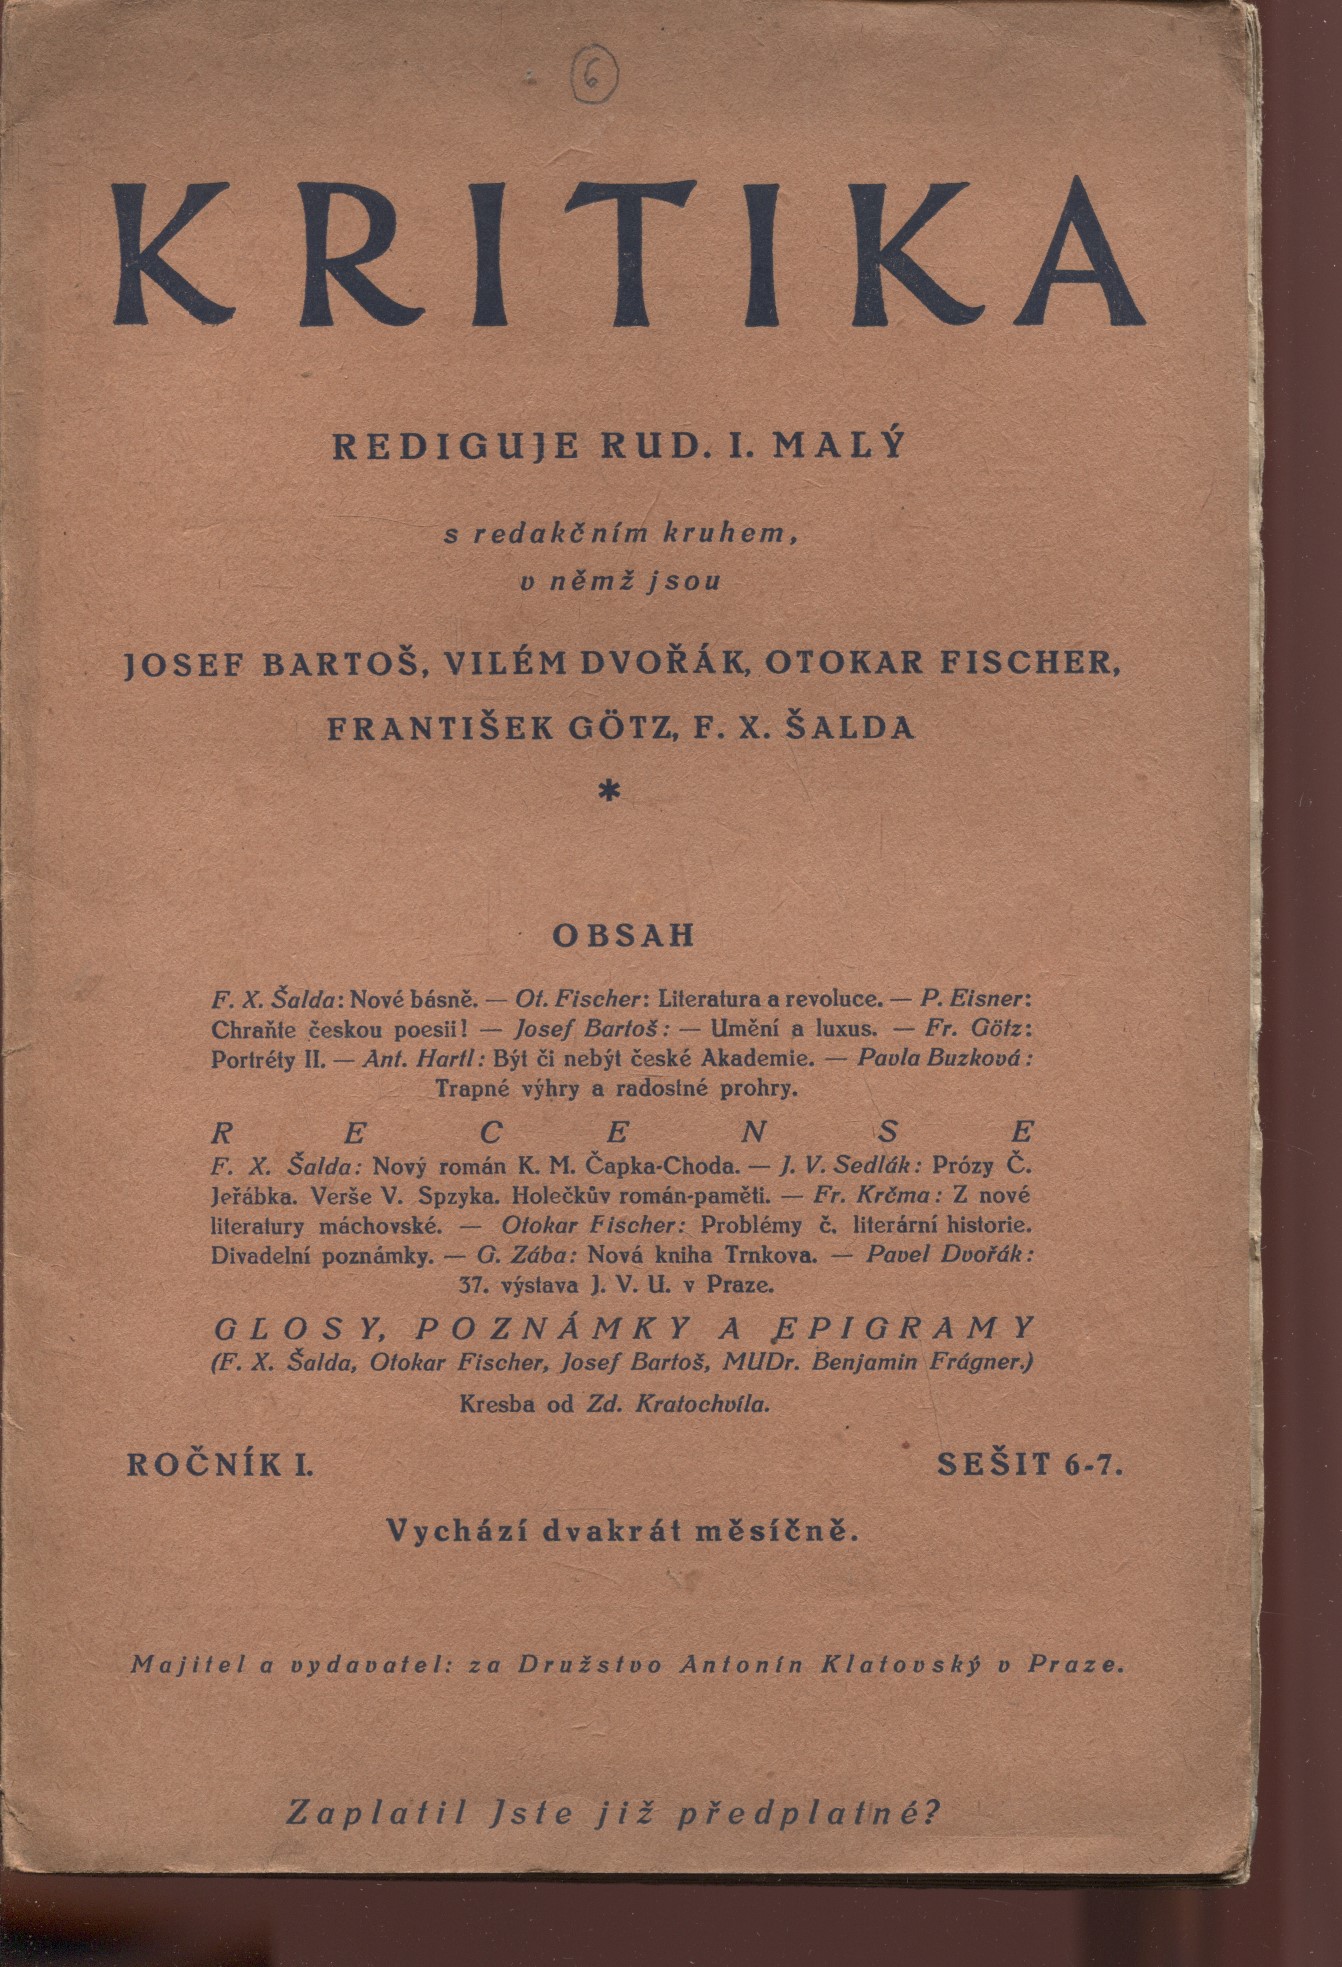 6
KRITIKA
REDIGUJE RUD. I. MALÝ
s redakčním kruhem,
v němž jsou
JOSEF BARTOŠ, VILÉM DVOŘÁK, OTOKAR FISCHER,
FRANTIŠEK GÖTZ, F. X. ŠALDA
*
OBSAH
F. X. Šalda: Nové básně. — Ot. Fischer: Literatura a revoluce. — P. Eisner:
Chraňte českou poesii! — Josef Bartoš: — Umění a luxus. — Fr. Götz:
Portréty II. — Ant. Hartl: Být či nebýt české Akademie. — Pavla Buzková:
Trapné výhry a radostné prohry.
RECENSE
F. X. Šalda: Nový román K. M. Čapka-Choda. — J. V. Sedlák: Prózy Č.
Jeřábka. Verše V. Spzyka. Holečkův román-paměti. — Fr. Krčma: Z nové
literatury máchovské. — Otokar Fischer: Problémy č. literární historie.
Divadelní poznámky. — G. Zába: Nová kniha Trnkova. — Pavel Dvořák:
37. výstava J. V. U. v Praze.
GLOSY, POZNÁMKY A EPIGRAMY
(F. X. Šalda, Otokar Fischer, Josef Bartoš, MUDr. Benjamin Frágner.)
Kresba od Zd. Kratochvíla.
ROČNÍK I. SEŠIT 6-7.
Vychází dvakrát měsíčně.
Majitel a vydavatel: za Družstvo Antonín Klatovský v Praze.
Zaplatil Jste již předplatné?